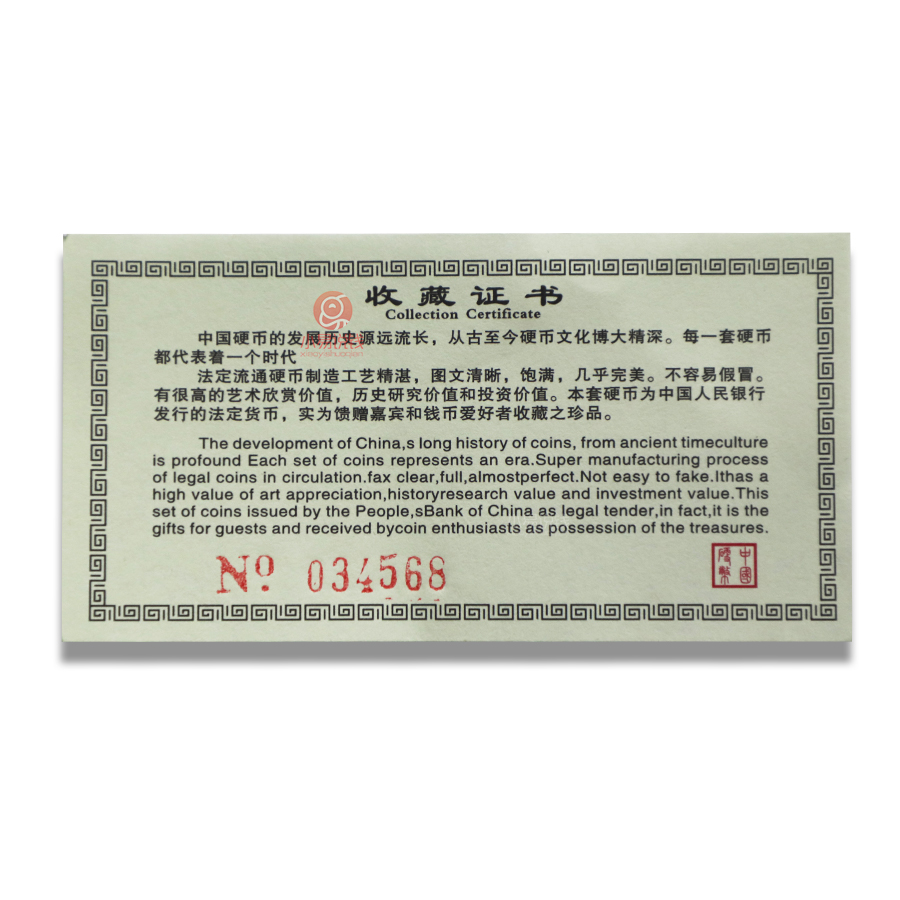 收藏证书
Collection Certificate
中国硬币的发展历史源远流长，从古至今硬币文化博大精深。每一套硬币
都代表着一个时代
法定流通硬币制造工艺精湛，图文清晰，饱满，几乎完美。不容易假冒。
有很高的艺术欣赏价值，历史研究价值和投资价值。本套硬币为中国人民银行
发行的法定货币，实为馈赠嘉宾和钱币爱好者收藏之珍品。
The development of China,s long history of coins, from ancient timeculture
is profound Each set of coins represents an era.Super manufacturing process
of legal coins in circulation.fax clear,full,almostperfect.Not easy to fake.Ithas a
high value of art appreciation,historyresearch value and investment value.This
set of coins issued by the People,sBank of China as legal tender,in fact,it is the
gifts for guests and received bycoin enthusiasts as possession of the treasures.
Nº 034568
中國
硬幣